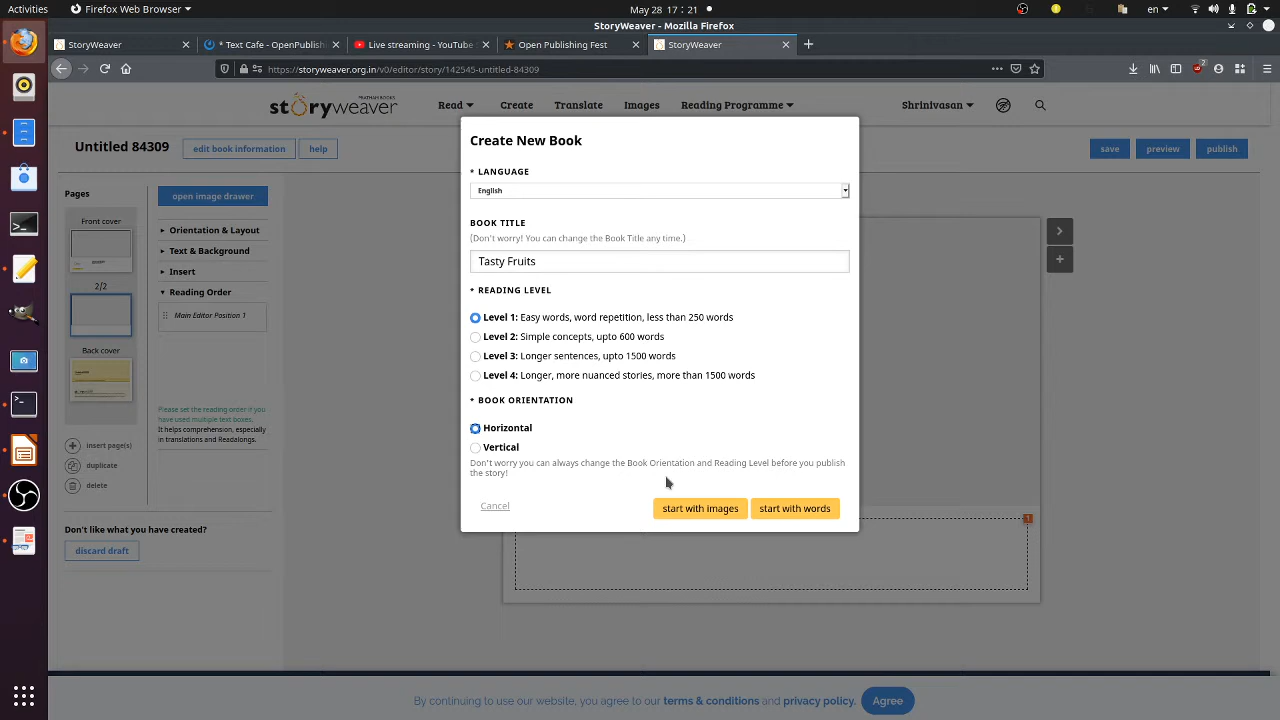 Activities
Firefox Web Browser
May 28 17:21
en
StoryWeaver - Mozilla Firefox
StoryWeaver
* Text Cafe - OpenPublishi
Live streaming - YouTube
Open Publishing Fest
StoryWeaver
https://storyweaver.org.in/v0/editor/story/142545-untitled-84309
2
PRATHAM BOOKS
storyweaver
Read
Create
Translate
Images
Reading Programme
Shrinivasan
Untitled 84309
edit book information
help
save
preview
publish
Pages
Front cover
2/2
Back cover
insert page(s)
duplicate
delete
Don't like what you have created?
discard draft
open image drawer
Orientation & Layout
Text & Background
Insert
Reading Order
Main Editor Position 1
Please set the reading order if you
have used multiple text boxes.
It helps comprehension, especially
in translations and Readalongs.
Create New Book
* LANGUAGE
English
BOOK TITLE
(Don't worry! You can change the Book Title any time.)
Tasty Fruits
* READING LEVEL
Level 1: Easy words, word repetition, less than 250 words
Level 2: Simple concepts, upto 600 words
Level 3: Longer sentences, upto 1500 words
Level 4: Longer, more nuanced stories, more than 1500 words
* BOOK ORIENTATION
Horizontal
Vertical
Don't worry you can always change the Book Orientation and Reading Level before you publish
the story!
Cancel
start with images
start with words
1
By continuing to use our website, you agree to our terms & conditions and privacy policy.
Agree